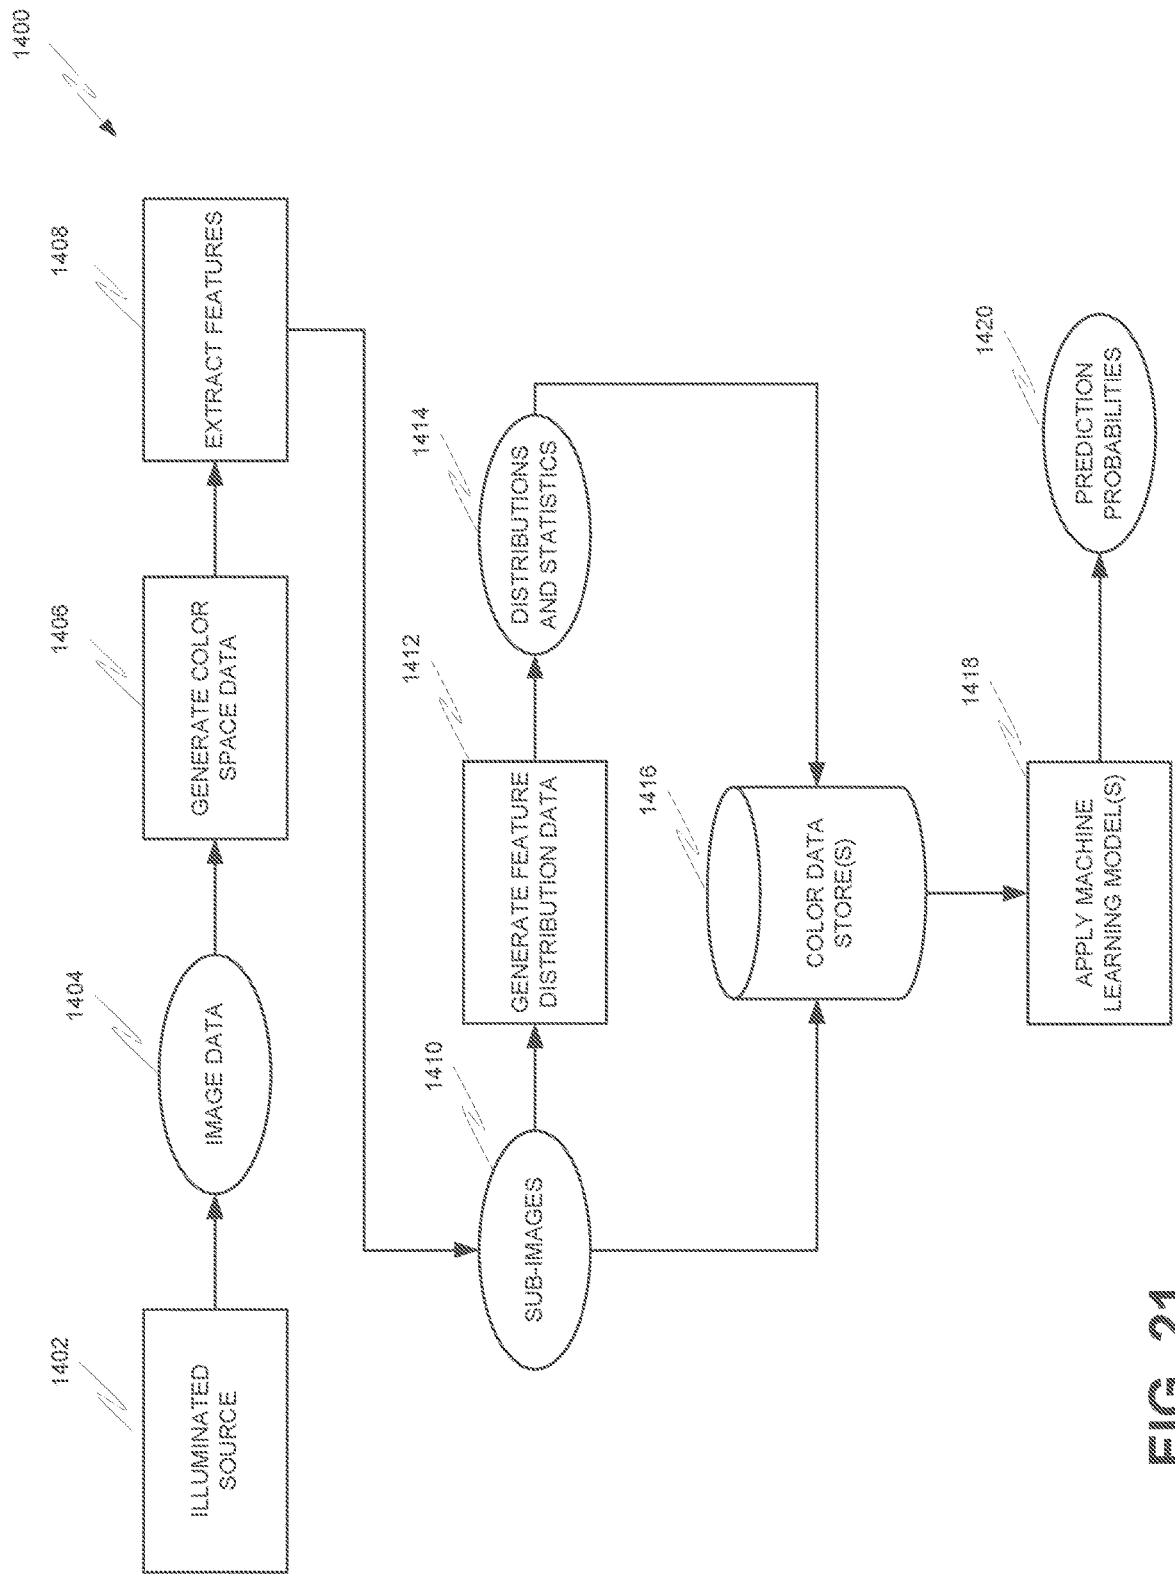 1400
1402
ILLUMINATED
SOURCE
1404
IMAGE DATA
1406
GENERATE COLOR
SPACE DATA
1408
EXTRACT FEATURES
1410
SUB-IMAGES
1412
GENERATE FEATURE
DISTRIBUTION DATA
1414
DISTRIBUTIONS
AND STATISTICS
1416
COLOR DATA
STORE(S)
1418
APPLY MACHINE
LEARNING MODEL(S)
1420
PREDICTION
PROBABILITIES
FIG. 21